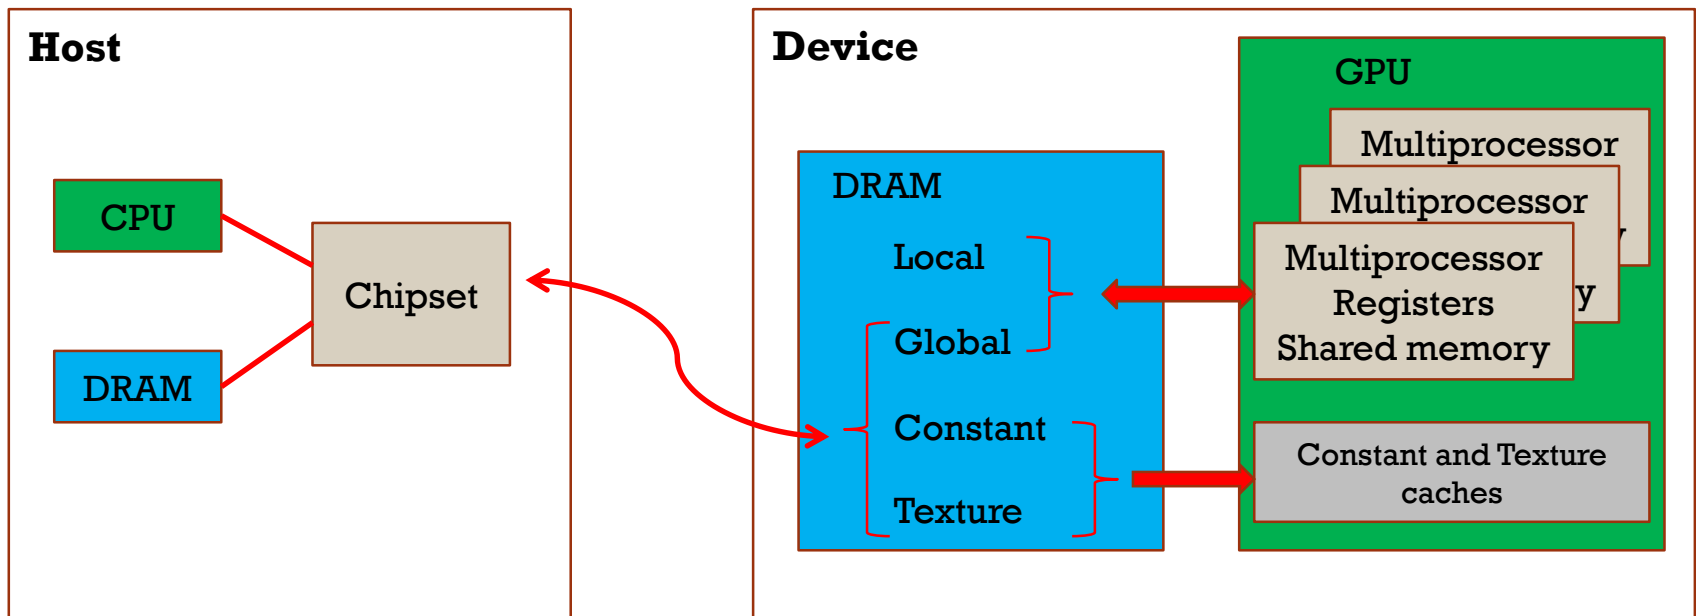 Host
CPU
Chipset
DRAM
Device
DRAM
Local
Global
Constant
Texture
GPU
Multiprocessor
Multiprocessor
y
Multiprocessor
Registers
y
Shared memory
Constant and Texture
caches